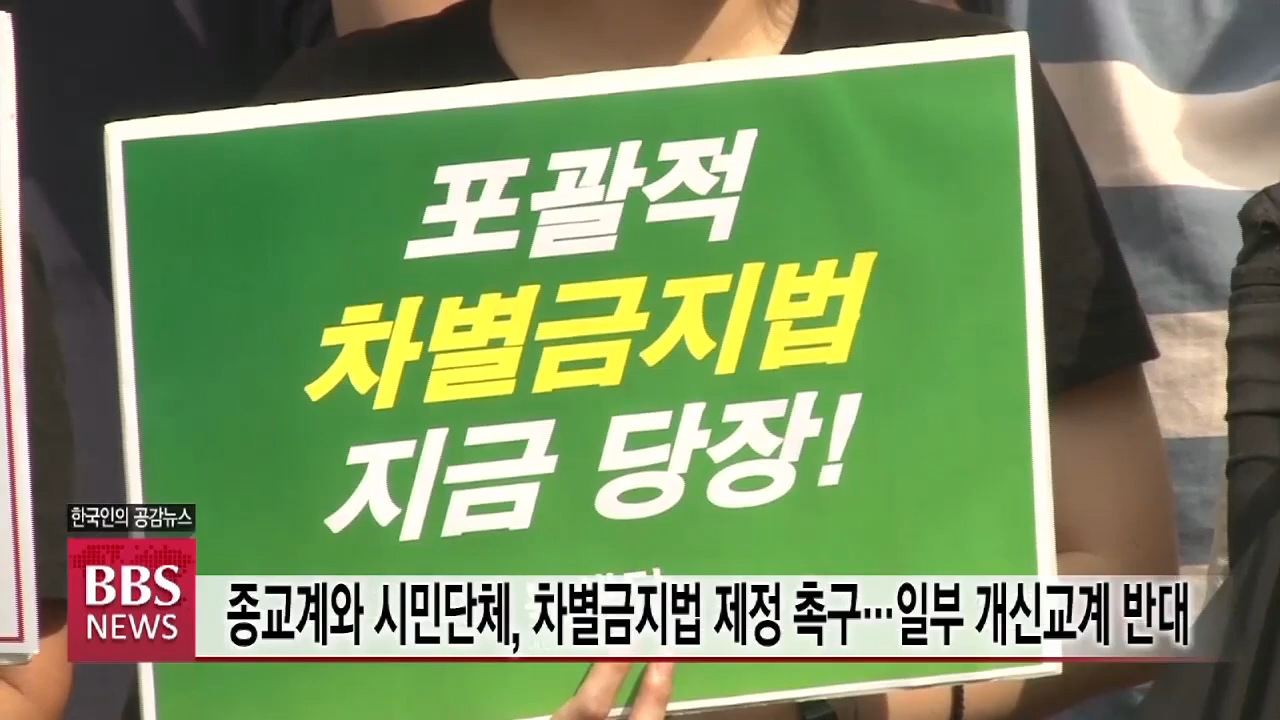 포괄적
차별금지법
지금 당장!
한국인의 공감뉴스
BBS
NEWS
종교계와 시민단체, 차별금지법 제정 촉구…일부 개신교계 반대